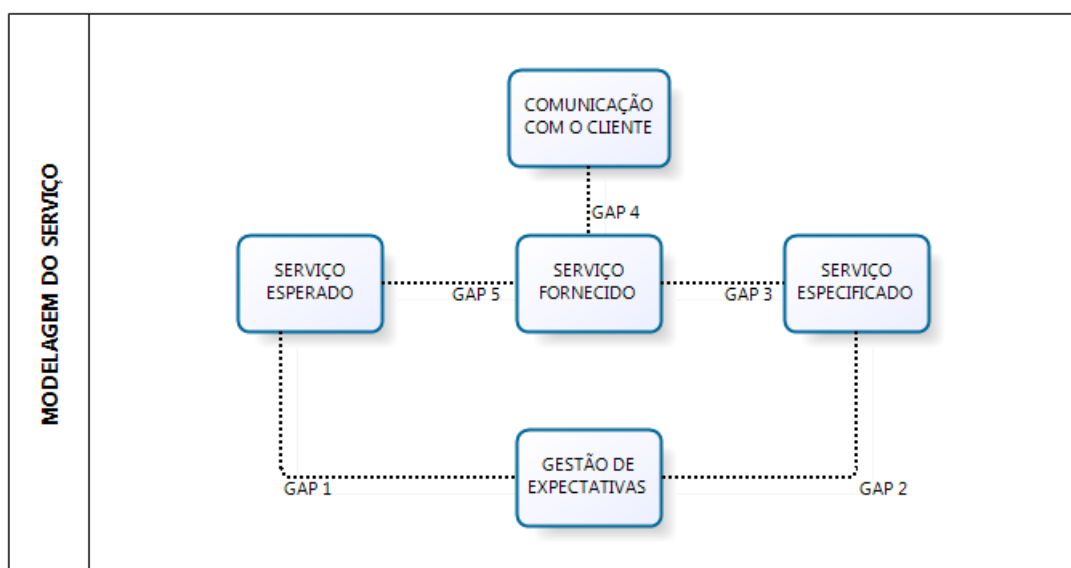 MODELAGEM DO SERVIÇO
COMUNICAÇÃO
COM O CLIENTE
GAP 4
SERVIÇO
ESPERADO
GAP 5
SERVIÇO
FORNECIDO
GAP 3
SERVIÇO
ESPECIFICADO
GAP 1
GESTÃO DE
EXPECTATIVAS
GAP 2